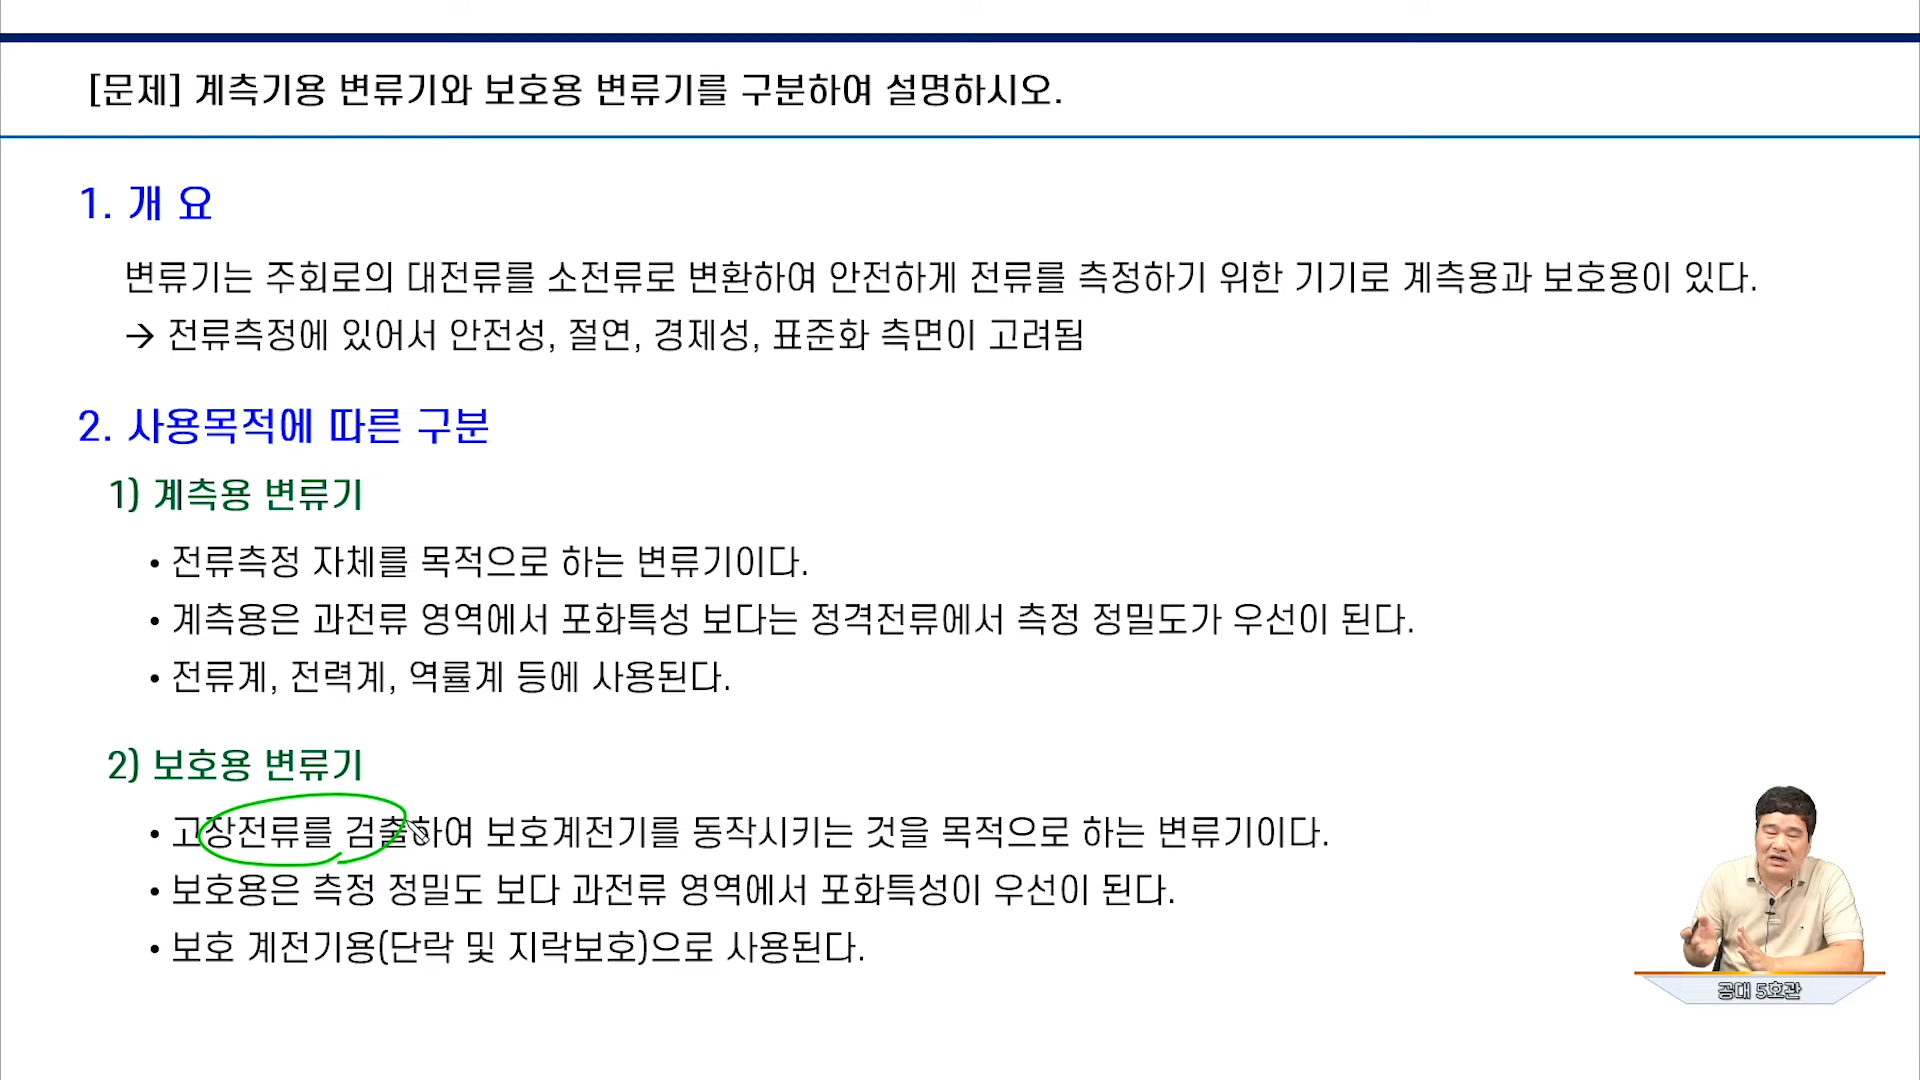 [문제] 계측기용 변류기와 보호용 변류기를 구분하여 설명하시오.
1. 개 요
변류기는 주회로의 대전류를 소전류로 변환하여 안전하게 전류를 측정하기 위한 기기로 계측용과 보호용이 있다.
→ 전류측정에 있어서 안전성, 절연, 경제성, 표준화 측면이 고려됨
2. 사용목적에 따른 구분
1) 계측용 변류기
• 전류측정 자체를 목적으로 하는 변류기이다.
• 계측용은 과전류 영역에서 포화특성 보다는 정격전류에서 측정 정밀도가 우선이 된다.
• 전류계, 전력계, 역률계 등에 사용된다.
2) 보호용 변류기
• 고장전류를 검출하여 보호계전기를 동작시키는 것을 목적으로 하는 변류기이다.
• 보호용은 측정 정밀도 보다 과전류 영역에서 포화특성이 우선이 된다.
• 보호 계전기용(단락 및 지락보호)으로 사용된다.
공대 5호관